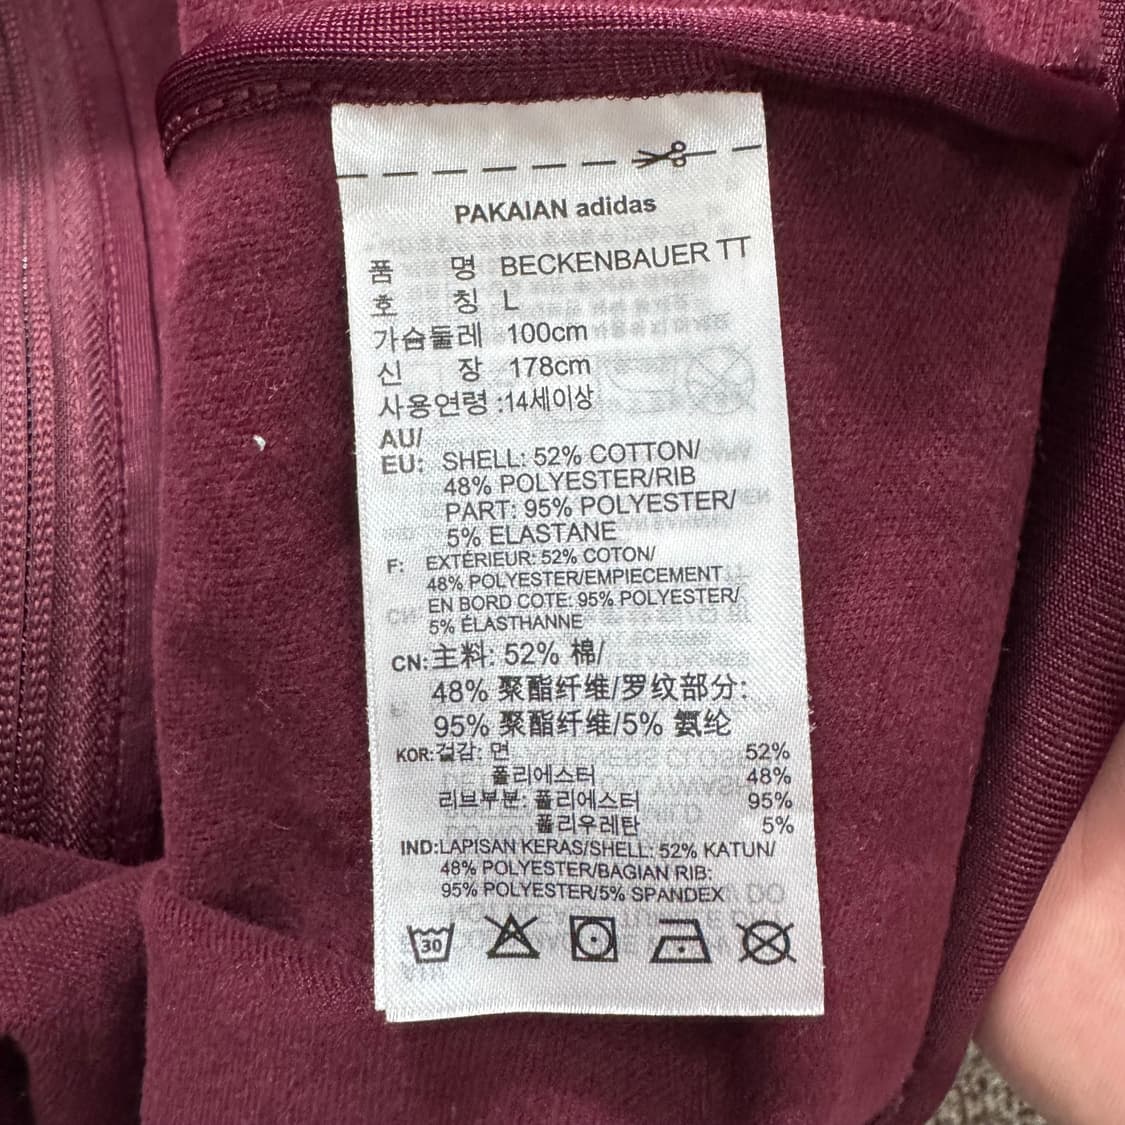 PAKAIAN adidas
품 명 BECKENBAUER TT
호 칭 L
가슴둘레 100cm
신 장 178cm
사용연령 :14세이상
AU/
EU: SHELL: 52% COTTON/
48% POLYESTER/RIB
PART: 95% POLYESTER/
5% ELASTANE
F: EXTÉRIEUR: 52% COTON/
48% POLYESTER/EMPIECEMENT
EN BORD COTE: 95% POLYESTER/
5% ÉLASTHANNE
CN: 主料: 52% 棉/
48% 聚酯纤维/罗纹部分:
95% 聚酯纤维/5% 氨纶
KOR: 겉감: 면 52%
폴리에스터 48%
리브부분: 폴리에스터 95%
폴리우레탄 5%
IND:LAPISAN KERAS/SHELL: 52% KATUN/
48% POLYESTER/BAGIAN RIB:
95% POLYESTER/5% SPANDEX
30